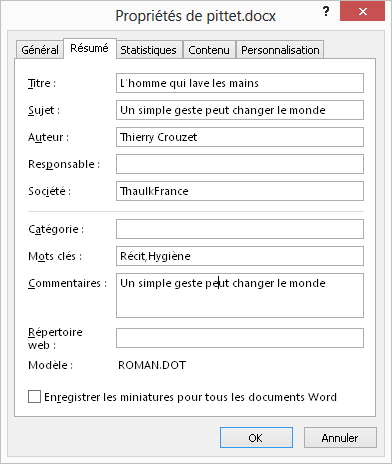 Propriétés de pittet.docx
?
Général Résumé Statistiques Contenu Personnalisation
Titre : L'homme qui lave les mains
Sujet : Un simple geste peut changer le monde
Auteur : Thierry Crouzet
Responsable :
Société : ThaulkFrance
Catégorie :
Mots clés : Récit,Hygiène
Commentaires : Un simple geste peut changer le monde
Répertoire
web :
Modèle : ROMAN.DOT
Enregistrer les miniatures pour tous les documents Word
OK Annuler